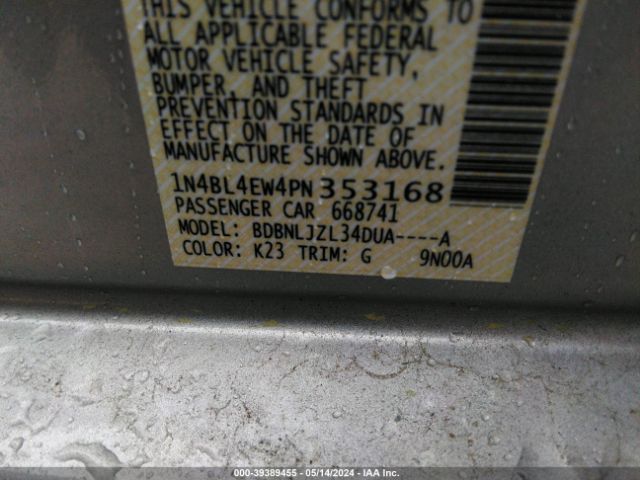 THIS VEHICLE CONFORMS TO
ALL APPLICABLE FEDERAL
MOTOR VEHICLE SAFETY,
BUMPER, AND THEFT
PREVENTION STANDARDS IN
EFFECT ON THE DATE OF
MANUFACTURE SHOWN ABOVE.
1N4BL4EW4PN353168
PASSENGER CAR 668741
MODEL: BDBNLJZL34DUA----A
COLOR: K23 TRIM: G 9N00A
000-39389455 - 05/14/2024 - IAA Inc.